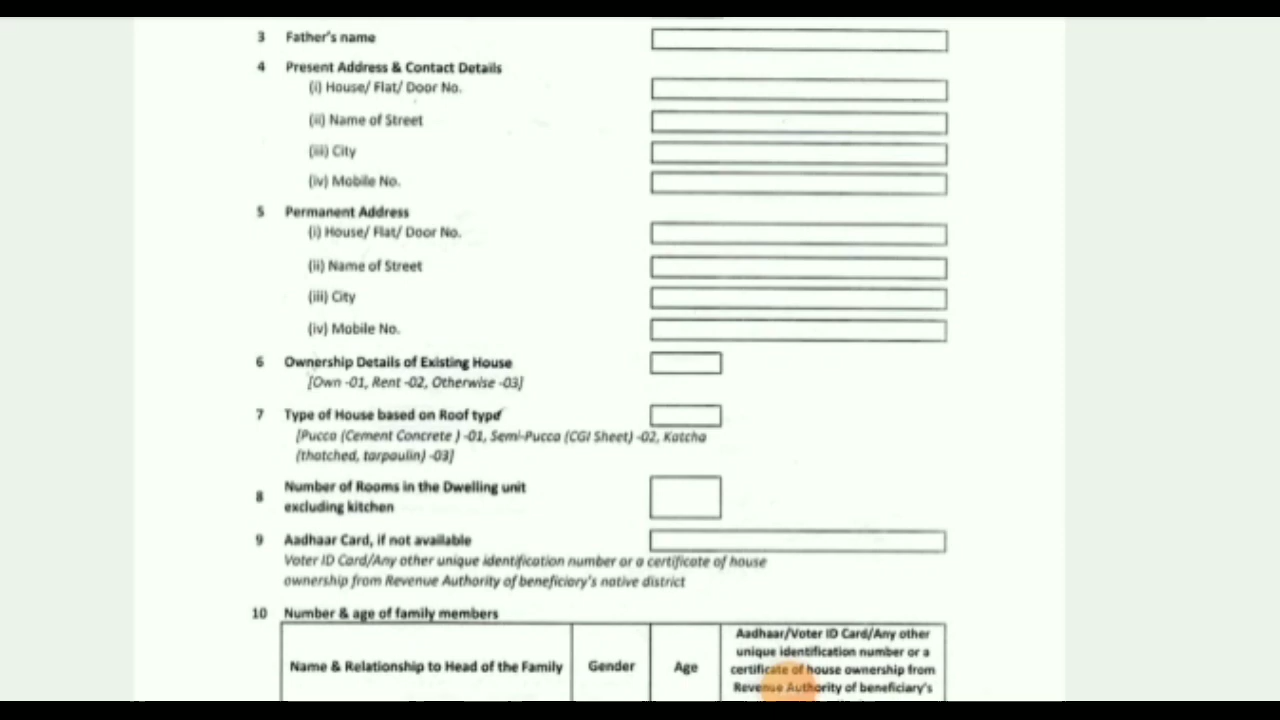 3 Father's name
4 Present Address & Contact Details
(i) House/ Flat/ Door No.
(ii) Name of Street
(iii) City
(iv) Mobile No.
5 Permanent Address
(i) House/ Flat/ Door No.
(ii) Name of Street
(iii) City
(iv) Mobile No.
6 Ownership Details of Existing House
[Own -01, Rent -02, Otherwise -03]
7 Type of House based on Roof type
[Pucca (Cement Concrete ) -01, Semi-Pucca (CGI Sheet) -02, Katcha
(thatched, tarpaulin) -03]
8 Number of Rooms in the Dwelling unit
excluding kitchen
9 Aadhaar Card, if not available
Voter ID Card/Any other unique identification number or a certificate of house
ownership from Revenue Authority of beneficiary's native district
10 Number & age of family members
Name & Relationship to Head of the Family
Gender
Age
Aadhaar/Voter ID Card/Any other
unique identification number or a
certificate of house ownership from
Revenue Authority of beneficiary's